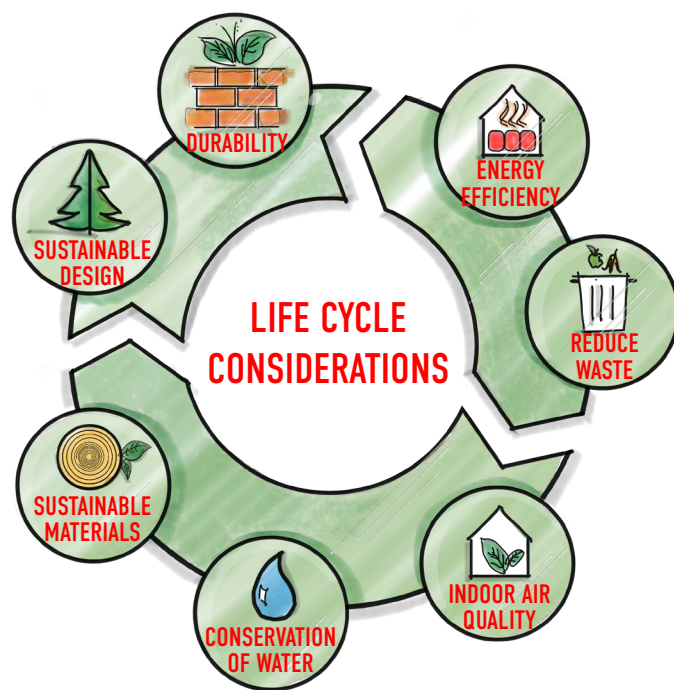 DURABILITY
ENERGY
EFFICIENCY
SUSTAINABLE
DESIGN
REDUCE
WASTE
LIFE CYCLE
CONSIDERATIONS
SUSTAINABLE
MATERIALS
INDOOR AIR
QUALITY
CONSERVATION
OF WATER